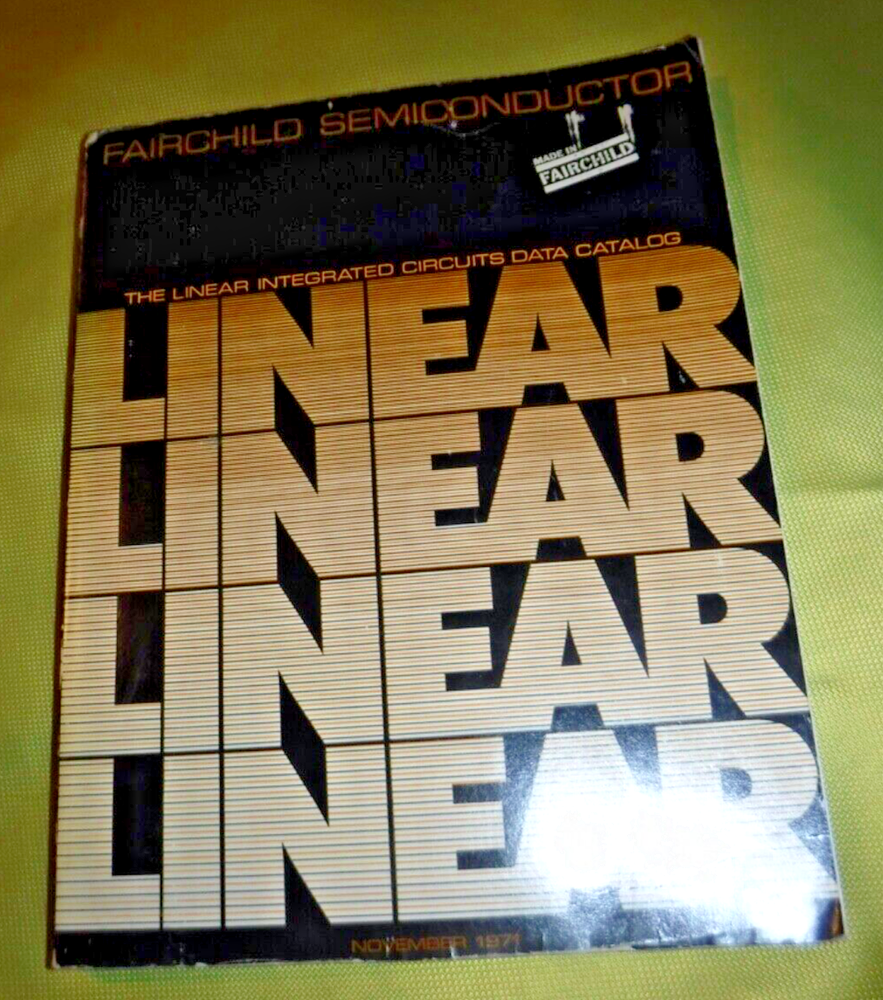 FAIRCHILD SEMICONDUCTOR
MADE IN
FAIRCHILD
THE LINEAR INTEGRATED CIRCUITS DATA CATALOG
LINEAR
LINEAR
LINEAR
LINEAR
NOVEMBER 1971